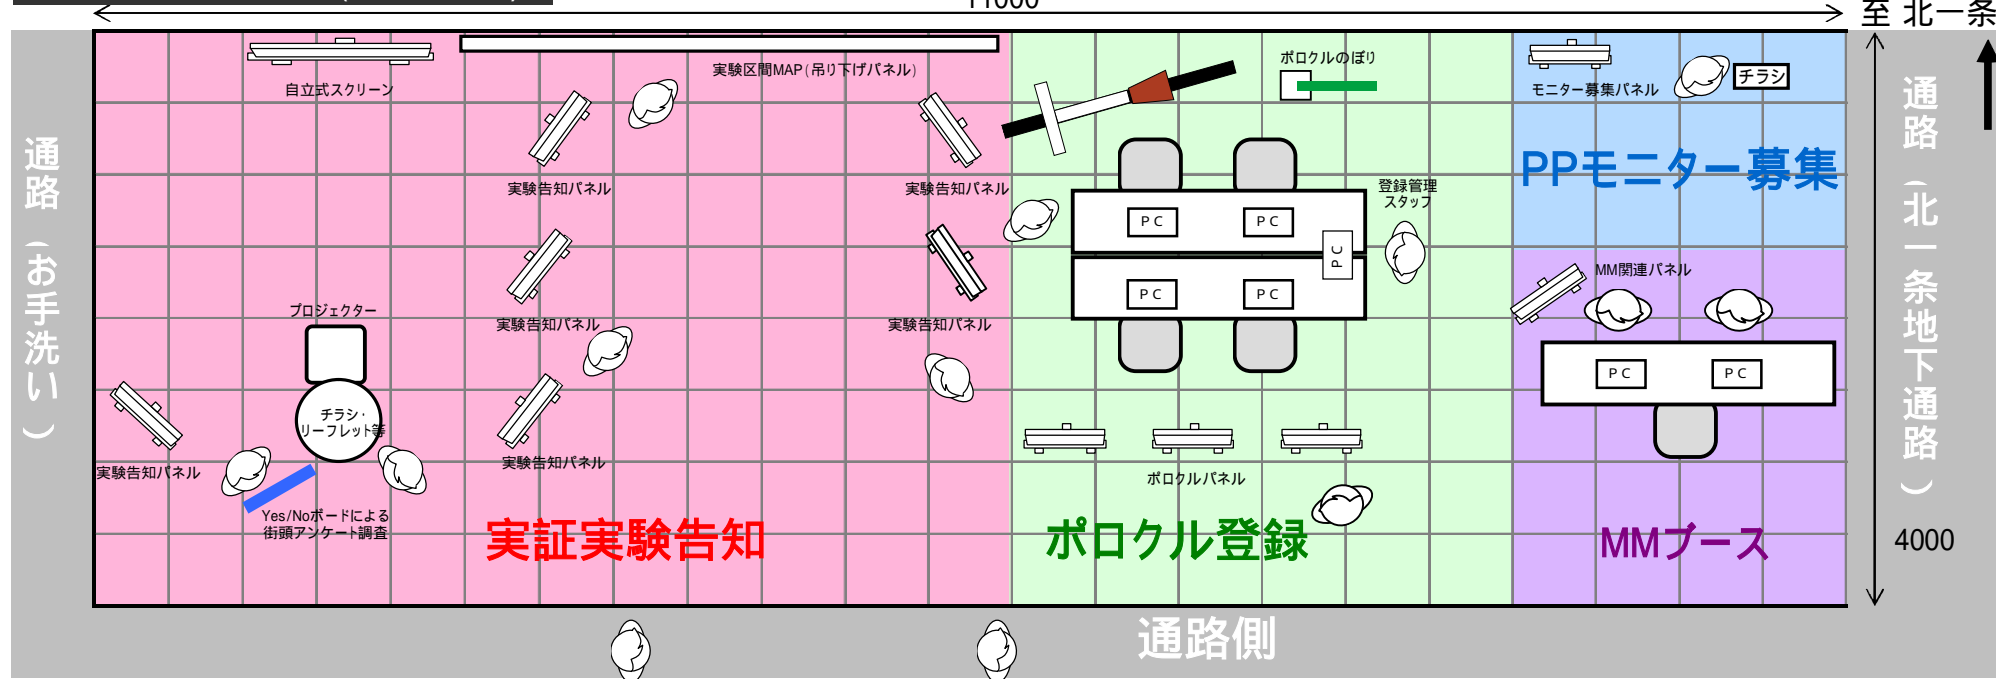 11000
至 北一条
自立式スクリーン
実験区間MAP(吊り下げパネル)
ポロクルのぼり
モニター募集パネル
チラシ
通路(お手洗い)
通路(北一条地下通路)
実験告知パネル
実験告知パネル
登録管理
スタッフ
PPモニター募集
PC
PC
PC
PC
PC
MM関連パネル
プロジェクター
実験告知パネル
実験告知パネル
PC
PC
チラシ・
リーフレット等
実験告知パネル
実験告知パネル
ポロクルパネル
Yes/Noボードによる
街頭アンケート調査
実証実験告知
ポロクル登録
MMブース
4000
通路側